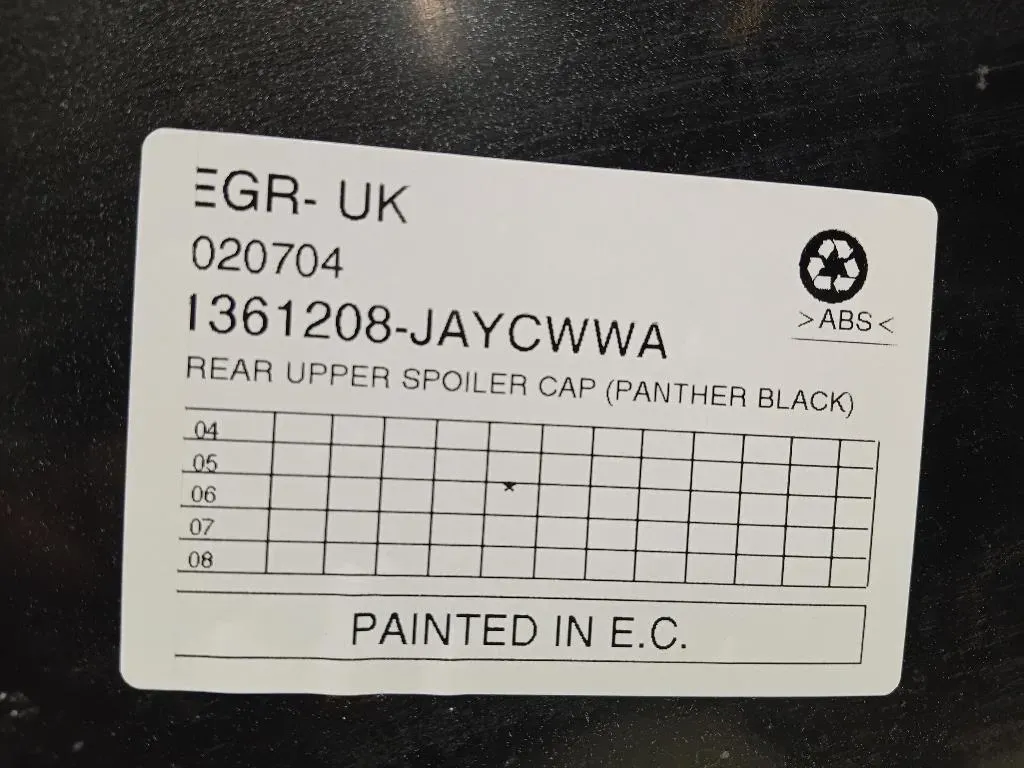 EGR- UK
020704
1361208-JAYCWWA
>ABS<
REAR UPPER SPOILER CAP (PANTHER BLACK)
04
05
*
06
07
08
PAINTED IN E.C.